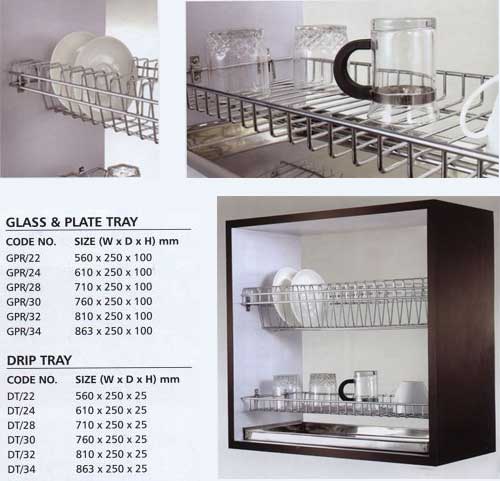 GLASS & PLATE TRAY
CODE NO. SIZE (W x D x H) mm
GPR/22 560 x 250 x 100
GPR/24 610 x 250 x 100
GPR/28 710 x 250 x 100
GPR/30 760 x 250 x 100
GPR/32 810 x 250 x 100
GPR/34 863 x 250 x 100
DRIP TRAY
CODE NO. SIZE (W x D x H) mm
DT/22 560 x 250 x 25
DT/24 610 x 250 x 25
DT/28 710 x 250 x 25
DT/30 760 x 250 x 25
DT/32 810 x 250 x 25
DT/34 863 x 250 x 25